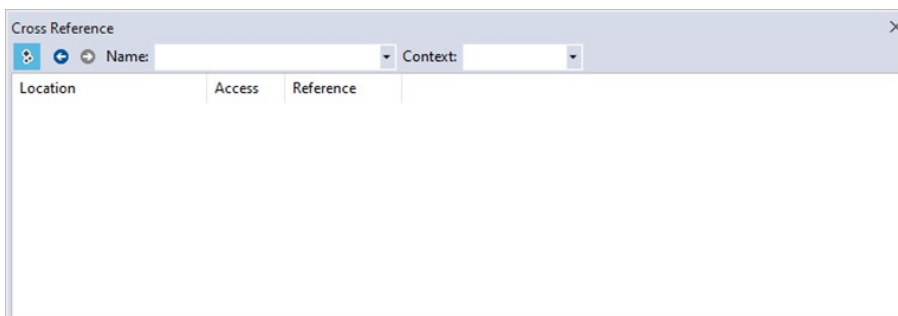 Cross Reference
Name: Context:
Location Access Reference